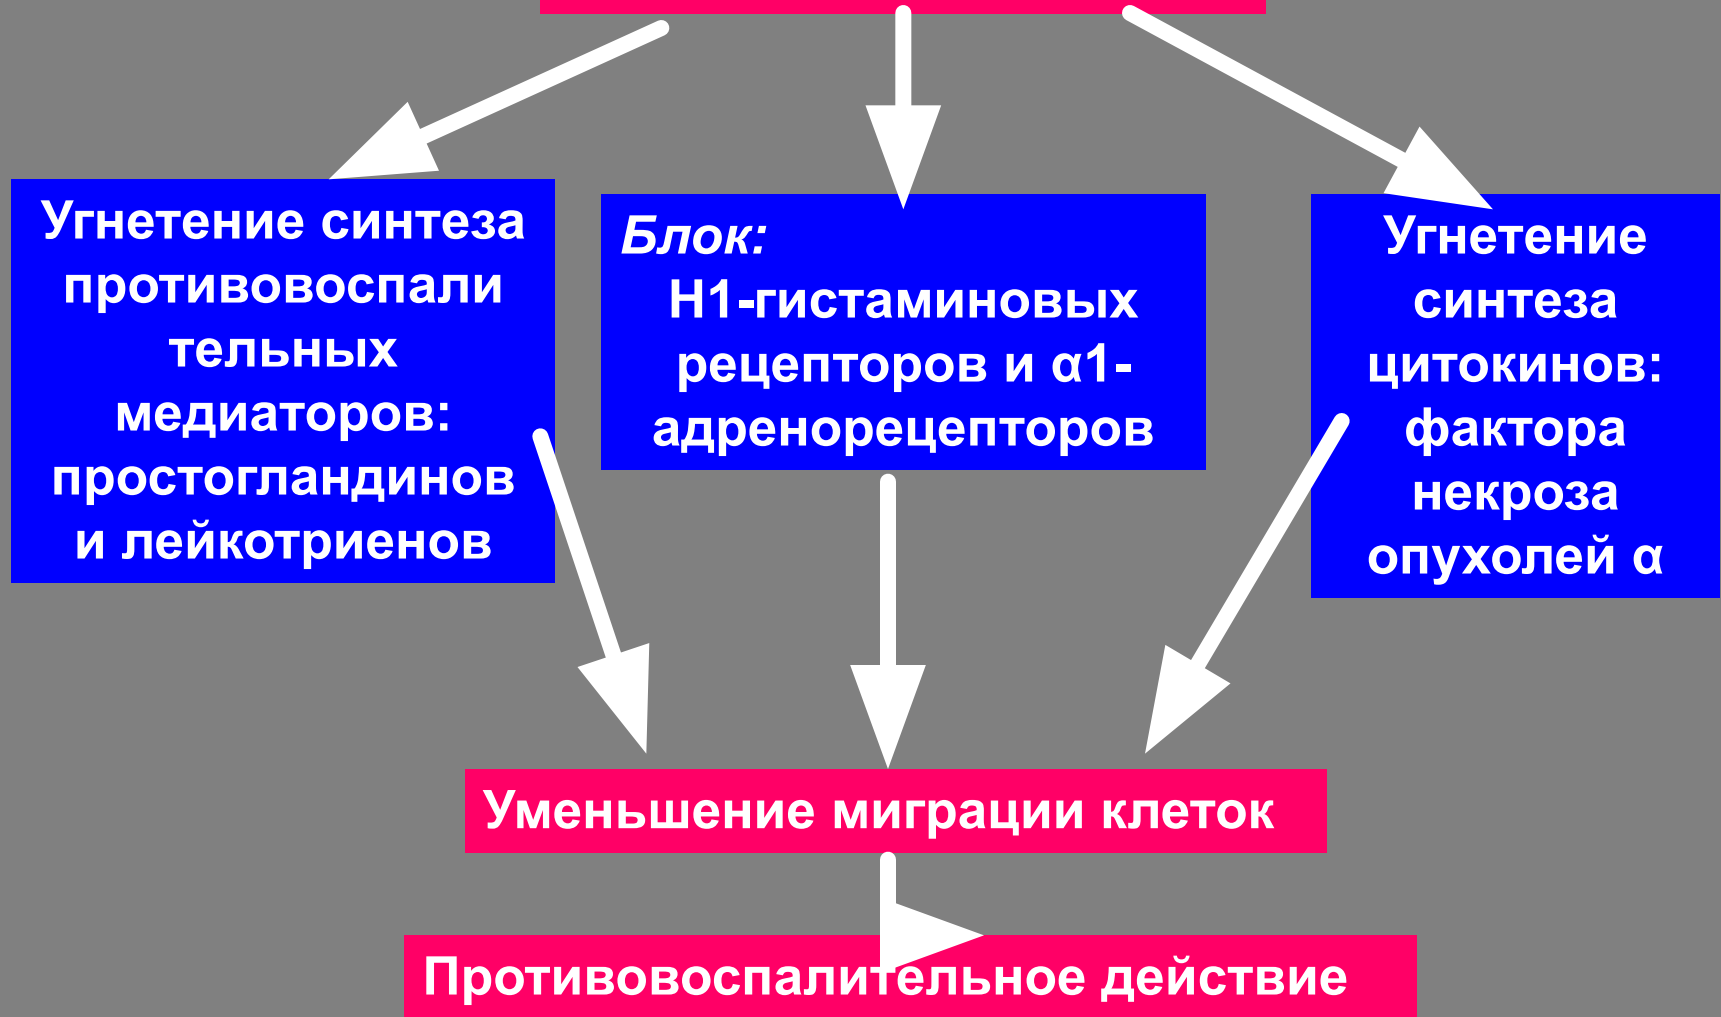 Угнетение синтеза
противовоспали
тельных
медиаторов:
простогландинов
и лейкотриенов
Блок:
Н1-гистаминовых
рецепторов и α1-
адренорецепторов
Угнетение
синтеза
цитокинов:
фактора
некроза
опухолей α
Уменьшение миграции клеток
Противовоспалительное действие